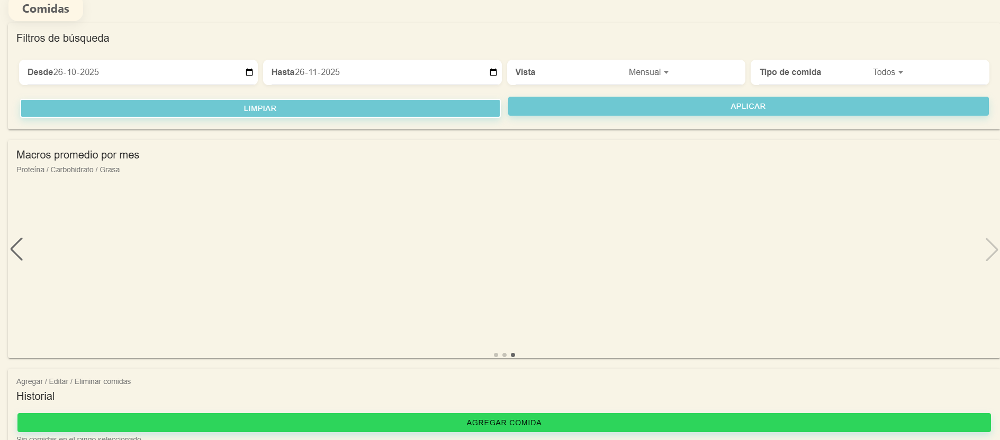 Comidas
Filtros de búsqueda
Desde26-10-2025 Hasta26-11-2025 Vista Mensual Tipo de comida Todos
LIMPIAR APLICAR
Macros promedio por mes
Proteína / Carbohidrato / Grasa
Agregar / Editar / Eliminar comidas
Historial
AGREGAR COMIDA
Sin comidas en el rango seleccionado